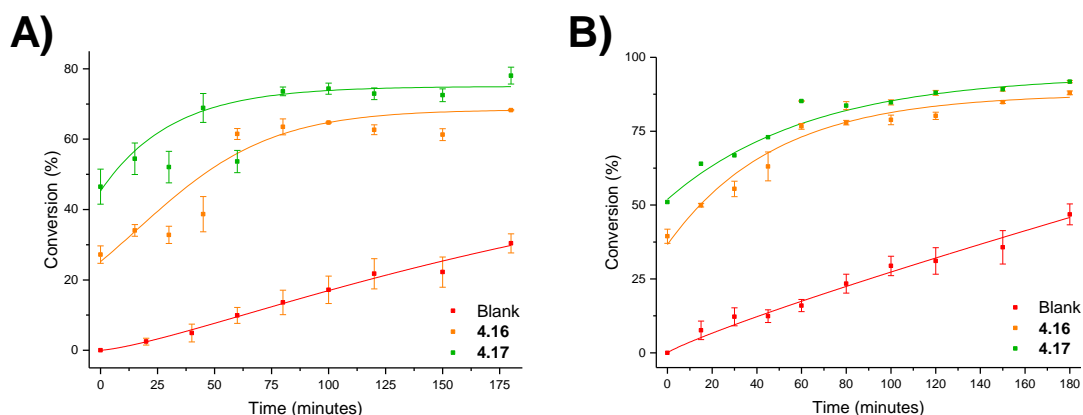 A)
80
60
40
20
0
Conversion (%)
0 25 50 75 100 125 150 175
Time (minutes)
Blank
4.16
4.17
B)
100
75
50
25
0
Conversion (%)
0 20 40 60 80 100 120 140 160 180
Time (minutes)
Blank
4.16
4.17